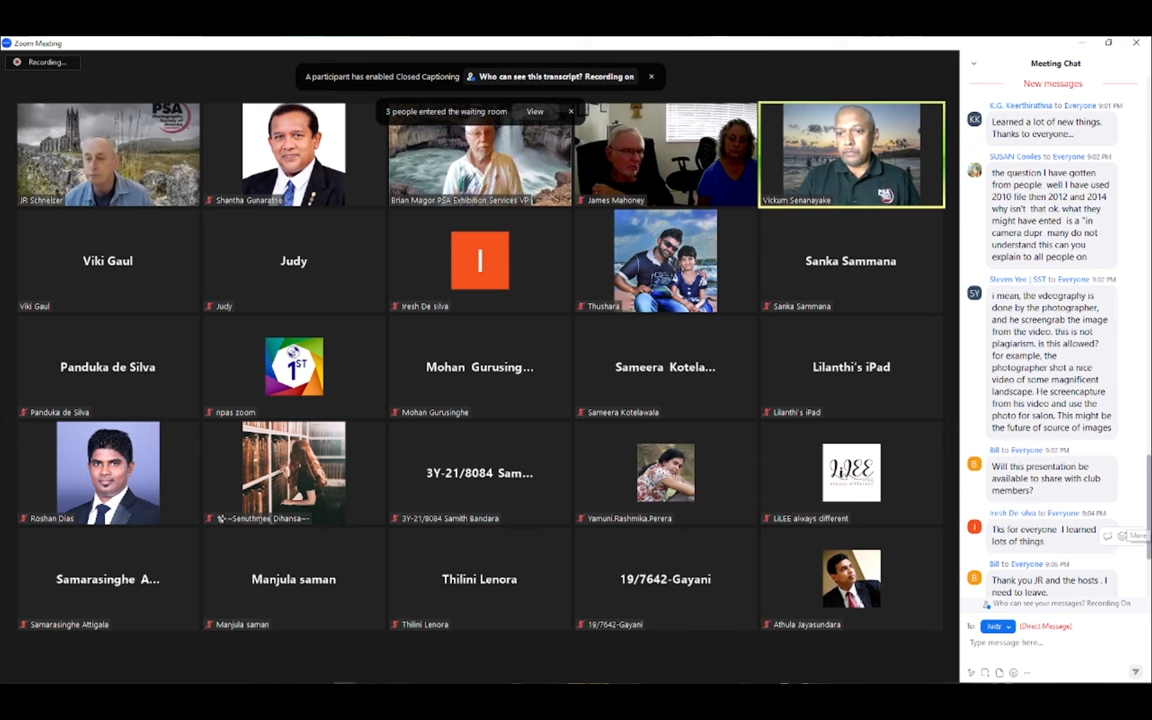 Zoom Meeting
Recording...
A participant has enabled Closed Captioning Who can see this transcript? Recording on
3 people entered the waiting room View
PSA
Photographic
Society of
America
JR Schnelzer
Shantha Gunaratne
Brian Magor PSA Exhibition Services VP
James Mahoney
PSA
Vickum Senanayake
Viki Gaul
Viki Gaul
Judy
Judy
I
Iresh De silva
Thushara
Sanka Sammana
Sanka Sammana
Panduka de Silva
Panduka de Silva
1ST
npas zoom
Mohan Gurusing...
Mohan Gurusinghe
Sameera Kotela...
Sameera Kotelawala
Lilanthi's iPad
Lilanthi's iPad
Roshan Dias
~Senuthmee Dihansa~
3Y-21/8084 Sam...
3Y-21/8084 Samith Bandara
Yamuni.Rashmika.Perera
LiLEE
LiLEE always different
Samarasinghe A...
Samarasinghe Attigala
Manjula saman
Manjula saman
Thilini Lenora
Thilini Lenora
19/7642-Gayani
19/7642-Gayani
Athula Jayasundara
Meeting Chat
New messages
K.G. Keerthirathna to Everyone 9:01 PM
KK
Learned a lot of new things.
Thanks to everyone...
SUSAN Cowles to Everyone 9:02 PM
the question I have gotten
from people well I have used
2010 file then 2012 and 2014
why isn't that ok. what they
might have ented is a "in
camera dupr many do not
understand this can you
explain to all people on
Steven Yee | SST to Everyone 9:02 PM
SY
i mean, the vdeography is
done by the photographer,
and he screengrab the image
from the video. this is not
plagiarism. is this allowed?
for example, the
photographer shot a nice
video of some magnificent
landscape. He screencapture
from his video and use the
photo for salon. This might be
the future of source of images
Bill to Everyone 9:02 PM
B
Will this presentation be
available to share with club
members?
Iresh De silva to Everyone 9:04 PM
I
Tks for everyone I learned
lots of things
More
Bill to Everyone 9:06 PM
B
Thank you JR and the hosts . I
need to leave.
Who can see your messages? Recording On
To: Judy (Direct Message)
Type message here...